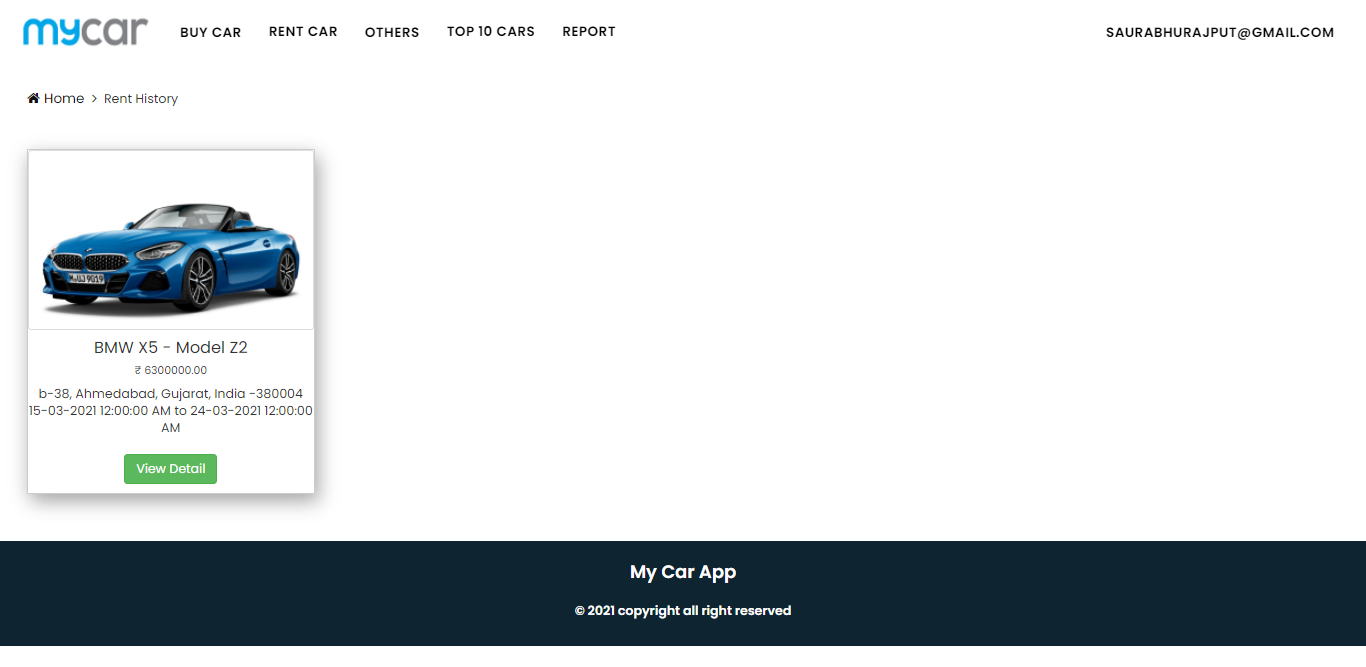 mycar BUY CAR RENT CAR OTHERS TOP 10 CARS REPORT SAURABHURAJPUT@GMAIL.COM
Home > Rent History
M·UJ 9019
BMW X5 - Model Z2
₹ 6300000.00
b-38, Ahmedabad, Gujarat, India -380004
15-03-2021 12:00:00 AM to 24-03-2021 12:00:00
AM
View Detail
My Car App
© 2021 copyright all right reserved